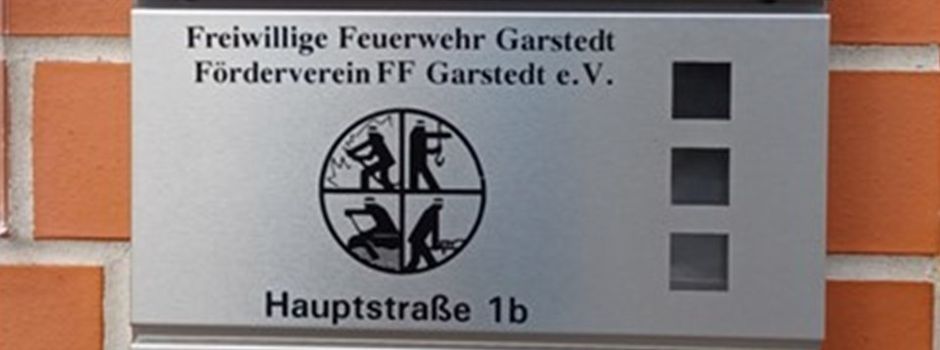 Freiwillige Feuerwehr Garstedt
Förderverein FF Garstedt e.V.
Hauptstraße 1b